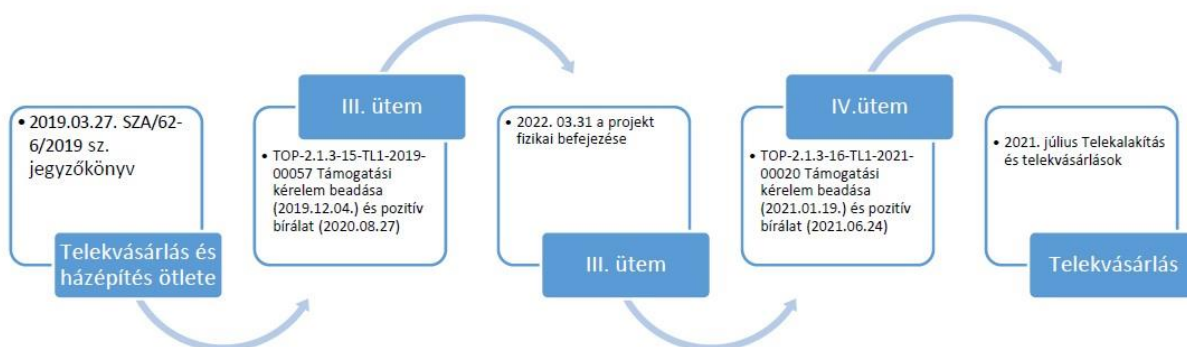 • 2019.03.27. SZA/62-
6/2019 sz.
jegyzőkönyv
Telekvásárlás és
házépítés ötlete
III. ütem
• TOP-2.1.3-15-TL1-2019-
00057 Támogatási
kérelem beadása
(2019.12.04.) és pozitív
bírálat (2020.08.27)
• 2022. 03.31 a projekt
fizikai befejezése
III. ütem
IV.ütem
• TOP-2.1.3-16-TL1-2021-
00020 Támogatási
kérelem beadása
(2021.01.19.) és pozitív
bírálat (2021.06.24)
• 2021. július Telekalakítás
és telekvásárlások
Telekvásárlás